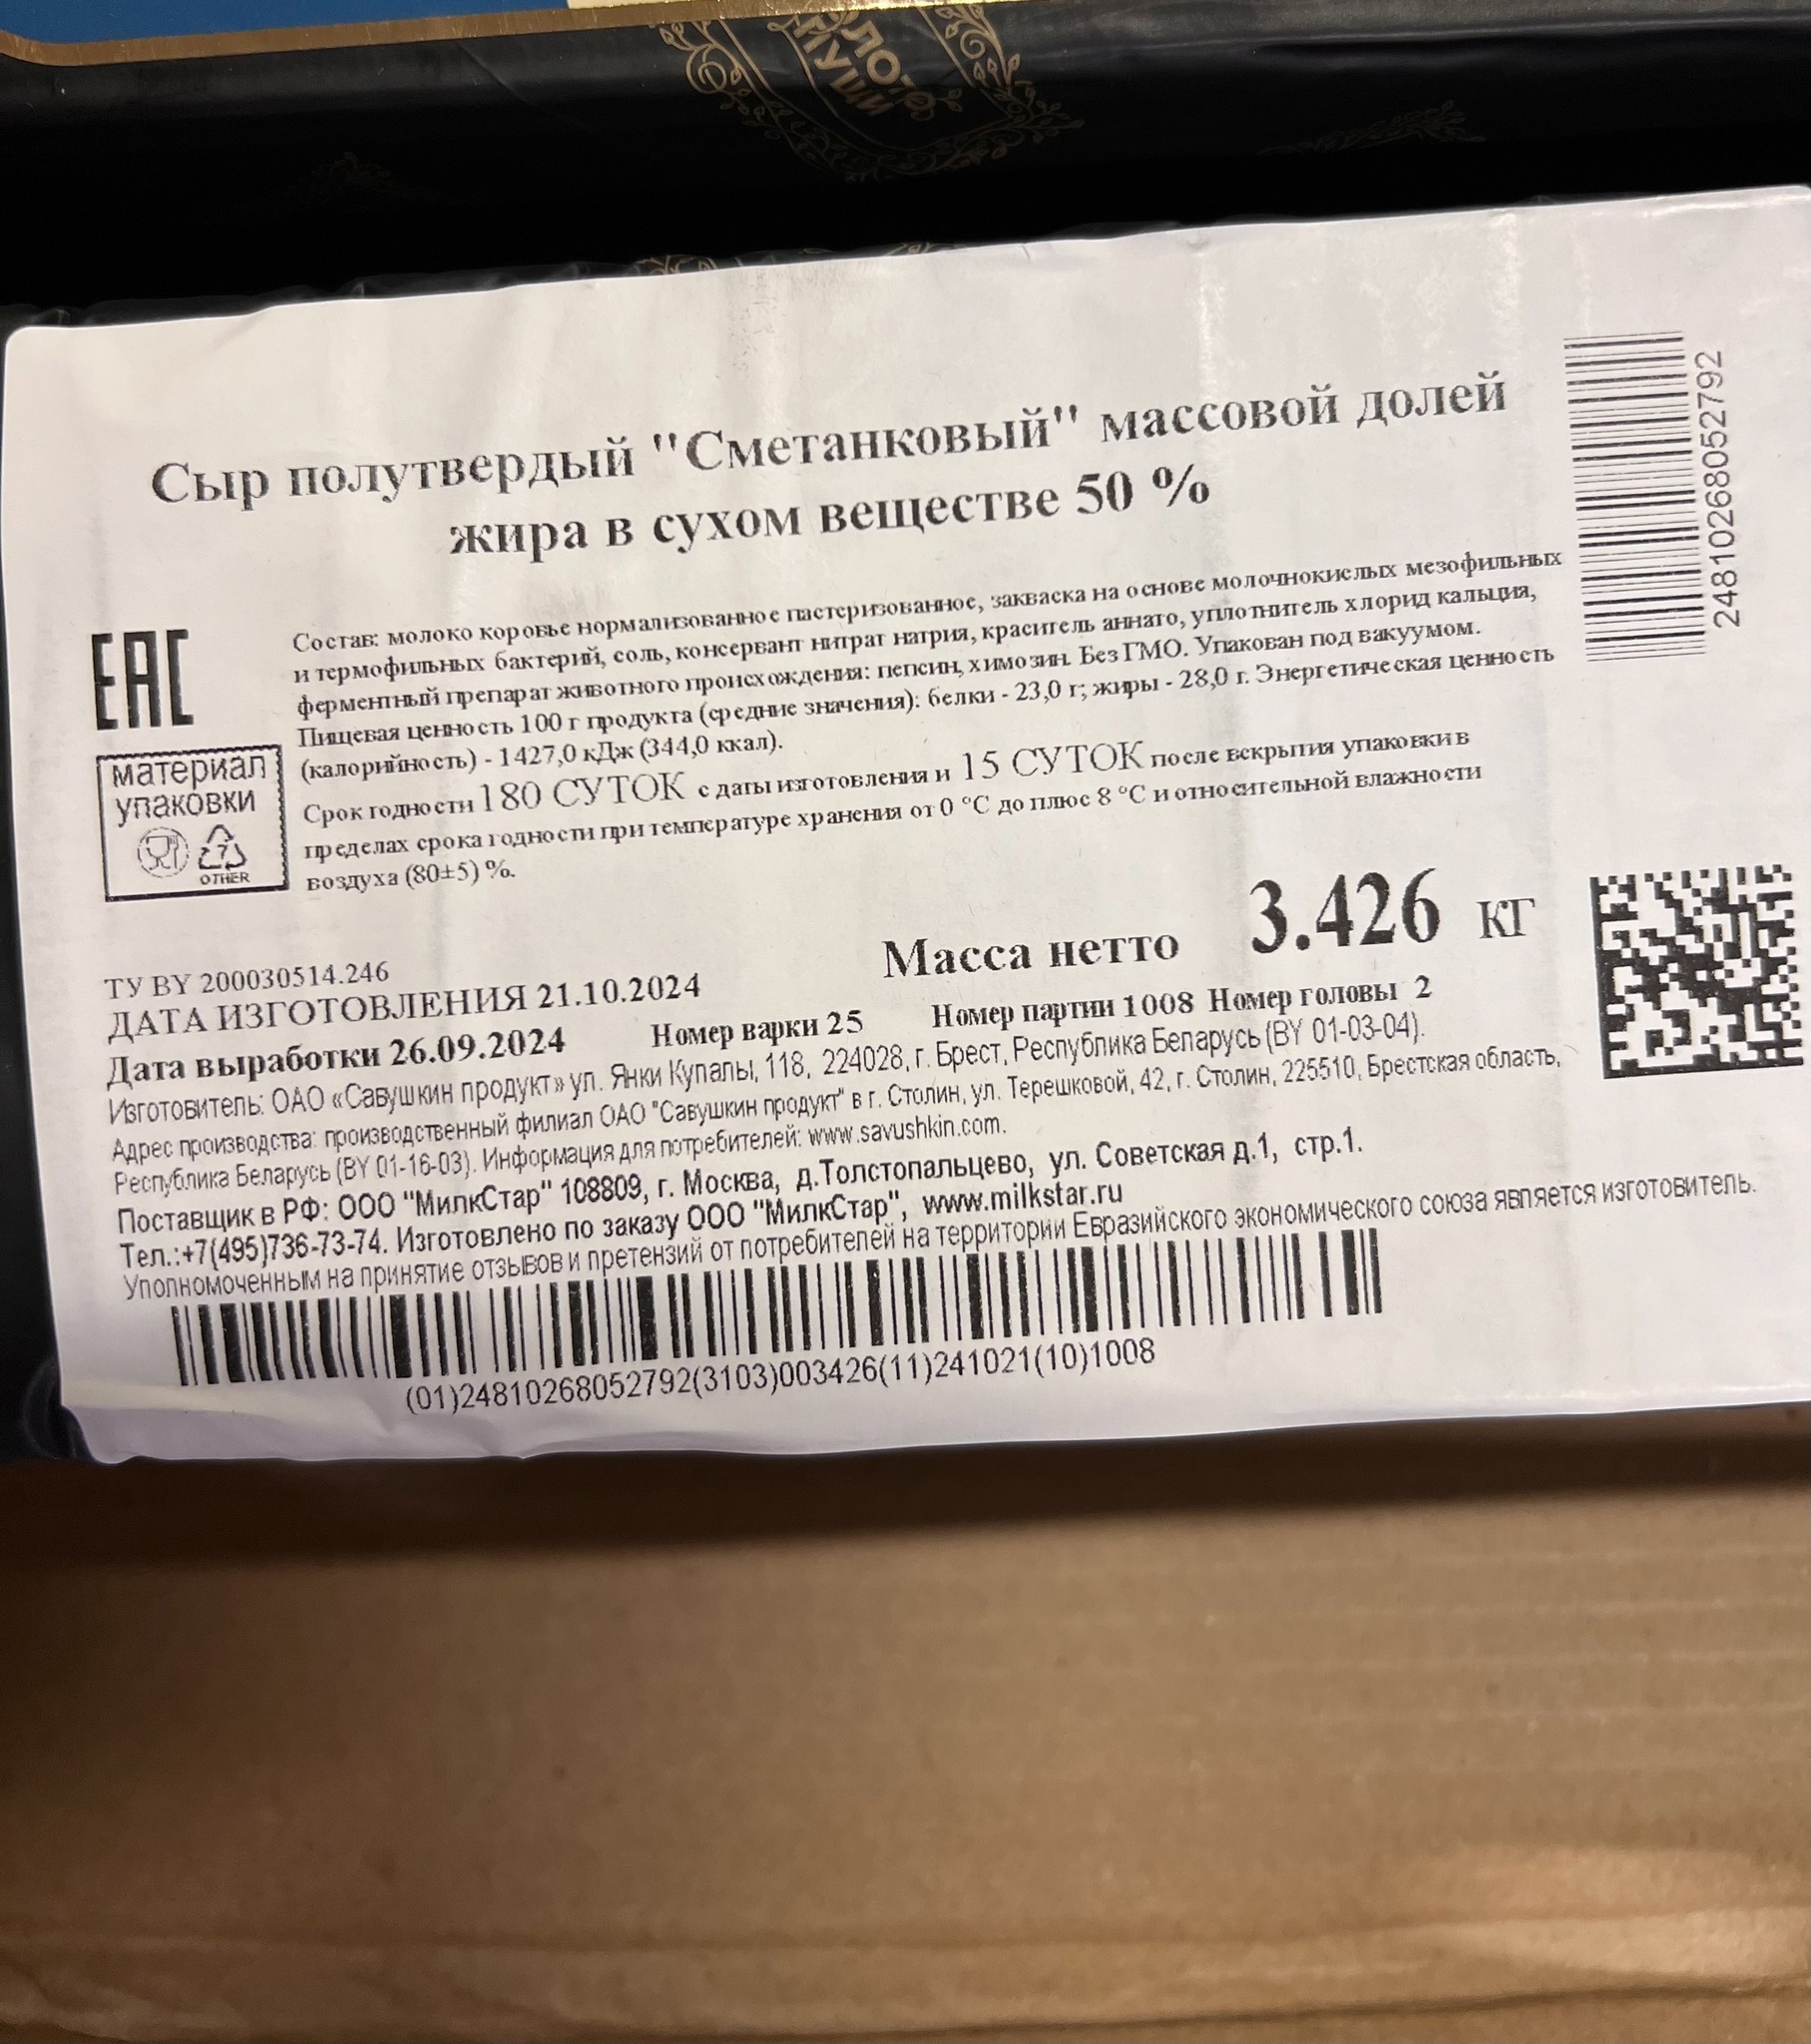 Сыр полутвердый "Сметанковый" массовой долей
жира в сухом веществе 50 %
24810268052792
EAC
материал
упаковки
7
OTHER
Состав: молоко коровье нормализованное пастеризованное, закваска на основе молочнокислых мезофильных
и термофильных бактерий, соль, консервант нитрат натрия, краситель аннато, уплотнитель хлорид кальция,
ферментный препарат животного происхождения: пепсин, химозин. Без ГМО. Упакован под вакуумом.
Пищевая ценность 100 г продукта (средние значения): белки - 23,0 г; жиры - 28,0 г. Энергетическая ценность
(калорийность) - 1427,0 кДж (344,0 ккал).
Срок годности 180 СУТОК с даты изготовления и 15 СУТОК после вскрытия упаковки в
пределах срока годности при температуре хранения от 0 °С до плюс 8 °С и относительной влажности
воздуха (80±5) %.
Масса нетто 3.426 кг
ТУ BY 200030514.246
ДАТА ИЗГОТОВЛЕНИЯ 21.10.2024
Дата выработки 26.09.2024 Номер варки 25 Номер партии 1008 Номер головы 2
Изготовитель: ОАО «Савушкин продукт» ул. Янки Купалы, 118, 224028, г. Брест, Республика Беларусь (BY 01-03-04).
Адрес производства: производственный филиал ОАО "Савушкин продукт" в г. Столин, ул. Терешковой, 42, г. Столин, 225510, Брестская область,
Республика Беларусь (BY 01-16-03). Информация для потребителей: www.savushkin.com.
Поставщик в РФ: ООО "МилкСтар" 108809, г. Москва, д.Толстопальцево, ул. Советская д.1, стр.1.
Тел.:+7(495)736-73-74. Изготовлено по заказу ООО "МилкСтар", www.milkstar.ru
Уполномоченным на принятие отзывов и претензий от потребителей на территории Евразийского экономического союза является изготовитель.
(01)24810268052792(3103)003426(11)241021(10)1008